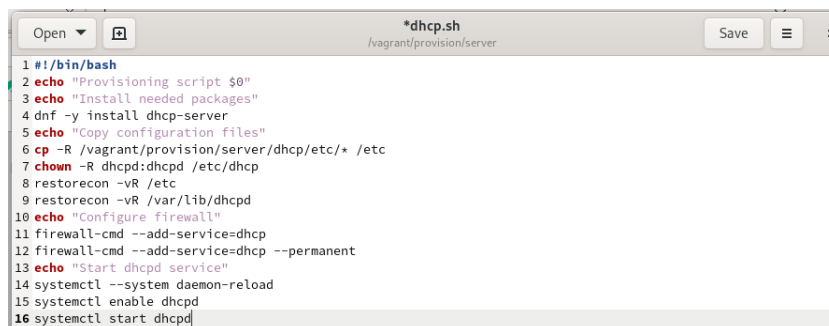 Open
*dhcp.sh
/vagrant/provision/server
Save
1 #!/bin/bash
2 echo "Provisioning script $0"
3 echo "Install needed packages"
4 dnf -y install dhcp-server
5 echo "Copy configuration files"
6 cp -R /vagrant/provision/server/dhcp/etc/* /etc
7 chown -R dhcpd:dhcpd /etc/dhcp
8 restorecon -vR /etc
9 restorecon -vR /var/lib/dhcpd
10 echo "Configure firewall"
11 firewall-cmd --add-service=dhcp
12 firewall-cmd --add-service=dhcp --permanent
13 echo "Start dhcpd service"
14 systemctl --system daemon-reload
15 systemctl enable dhcpd
16 systemctl start dhcpd